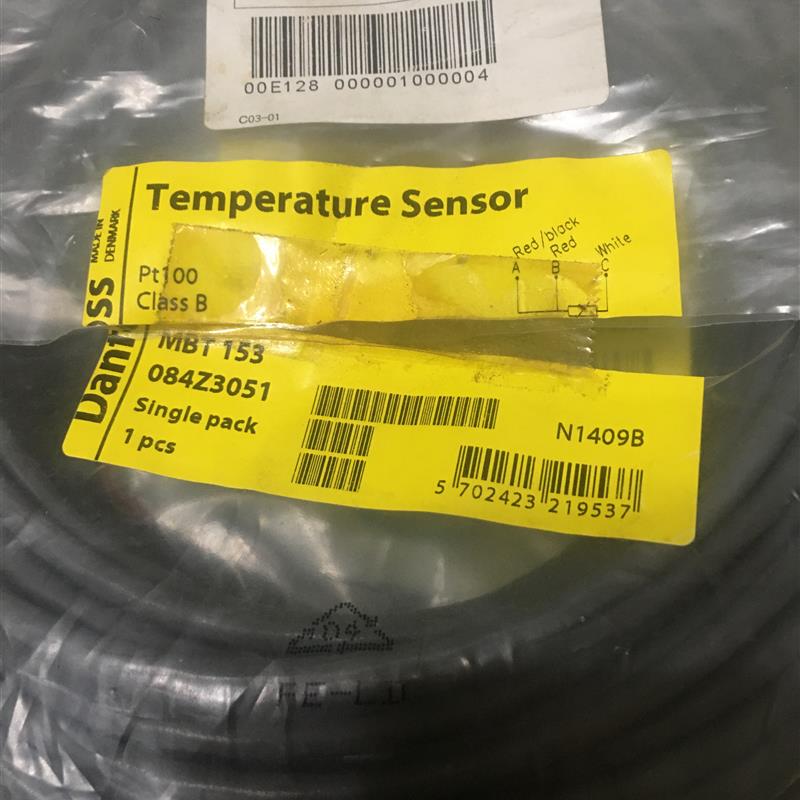 00E128 000001000004
C03-01
Temperature Sensor
MADE IN
DENMARK
Danfoss
Pt100
Class B
Red/black
Red
White
A B C
MBT 153
084Z3051
Single pack
1 pcs
N1409B
5 702423 219537